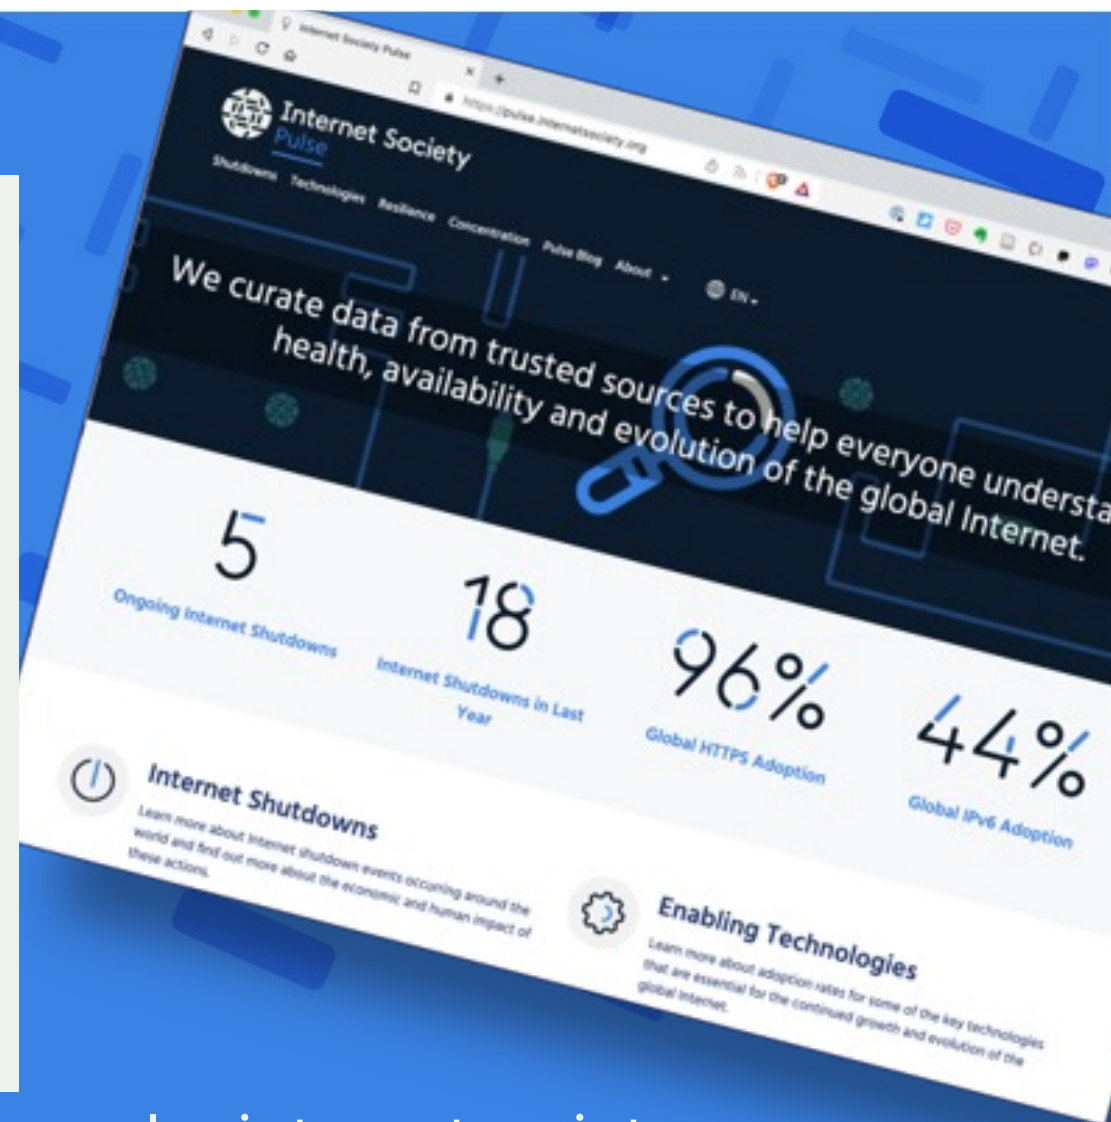 Internet Society Pulse
https://pulse.internetsociety.org
Internet Society
Pulse
Shutdowns Technologies Resilience Concentration Pulse Blog About EN
We curate data from trusted sources to help everyone understa
health, availability and evolution of the global Internet.
5
Ongoing Internet Shutdowns
18
Internet Shutdowns in Last
Year
96%
Global HTTPS Adoption
44%
Global IPv6 Adoption
Internet Shutdowns
Learn more about Internet shutdown events occurring around the
world and find out more about the economic and human impact of
these actions.
Enabling Technologies
Learn more about adoption rates for some of the key technologies
that are essential for the continued growth and evolution of the
global Internet.